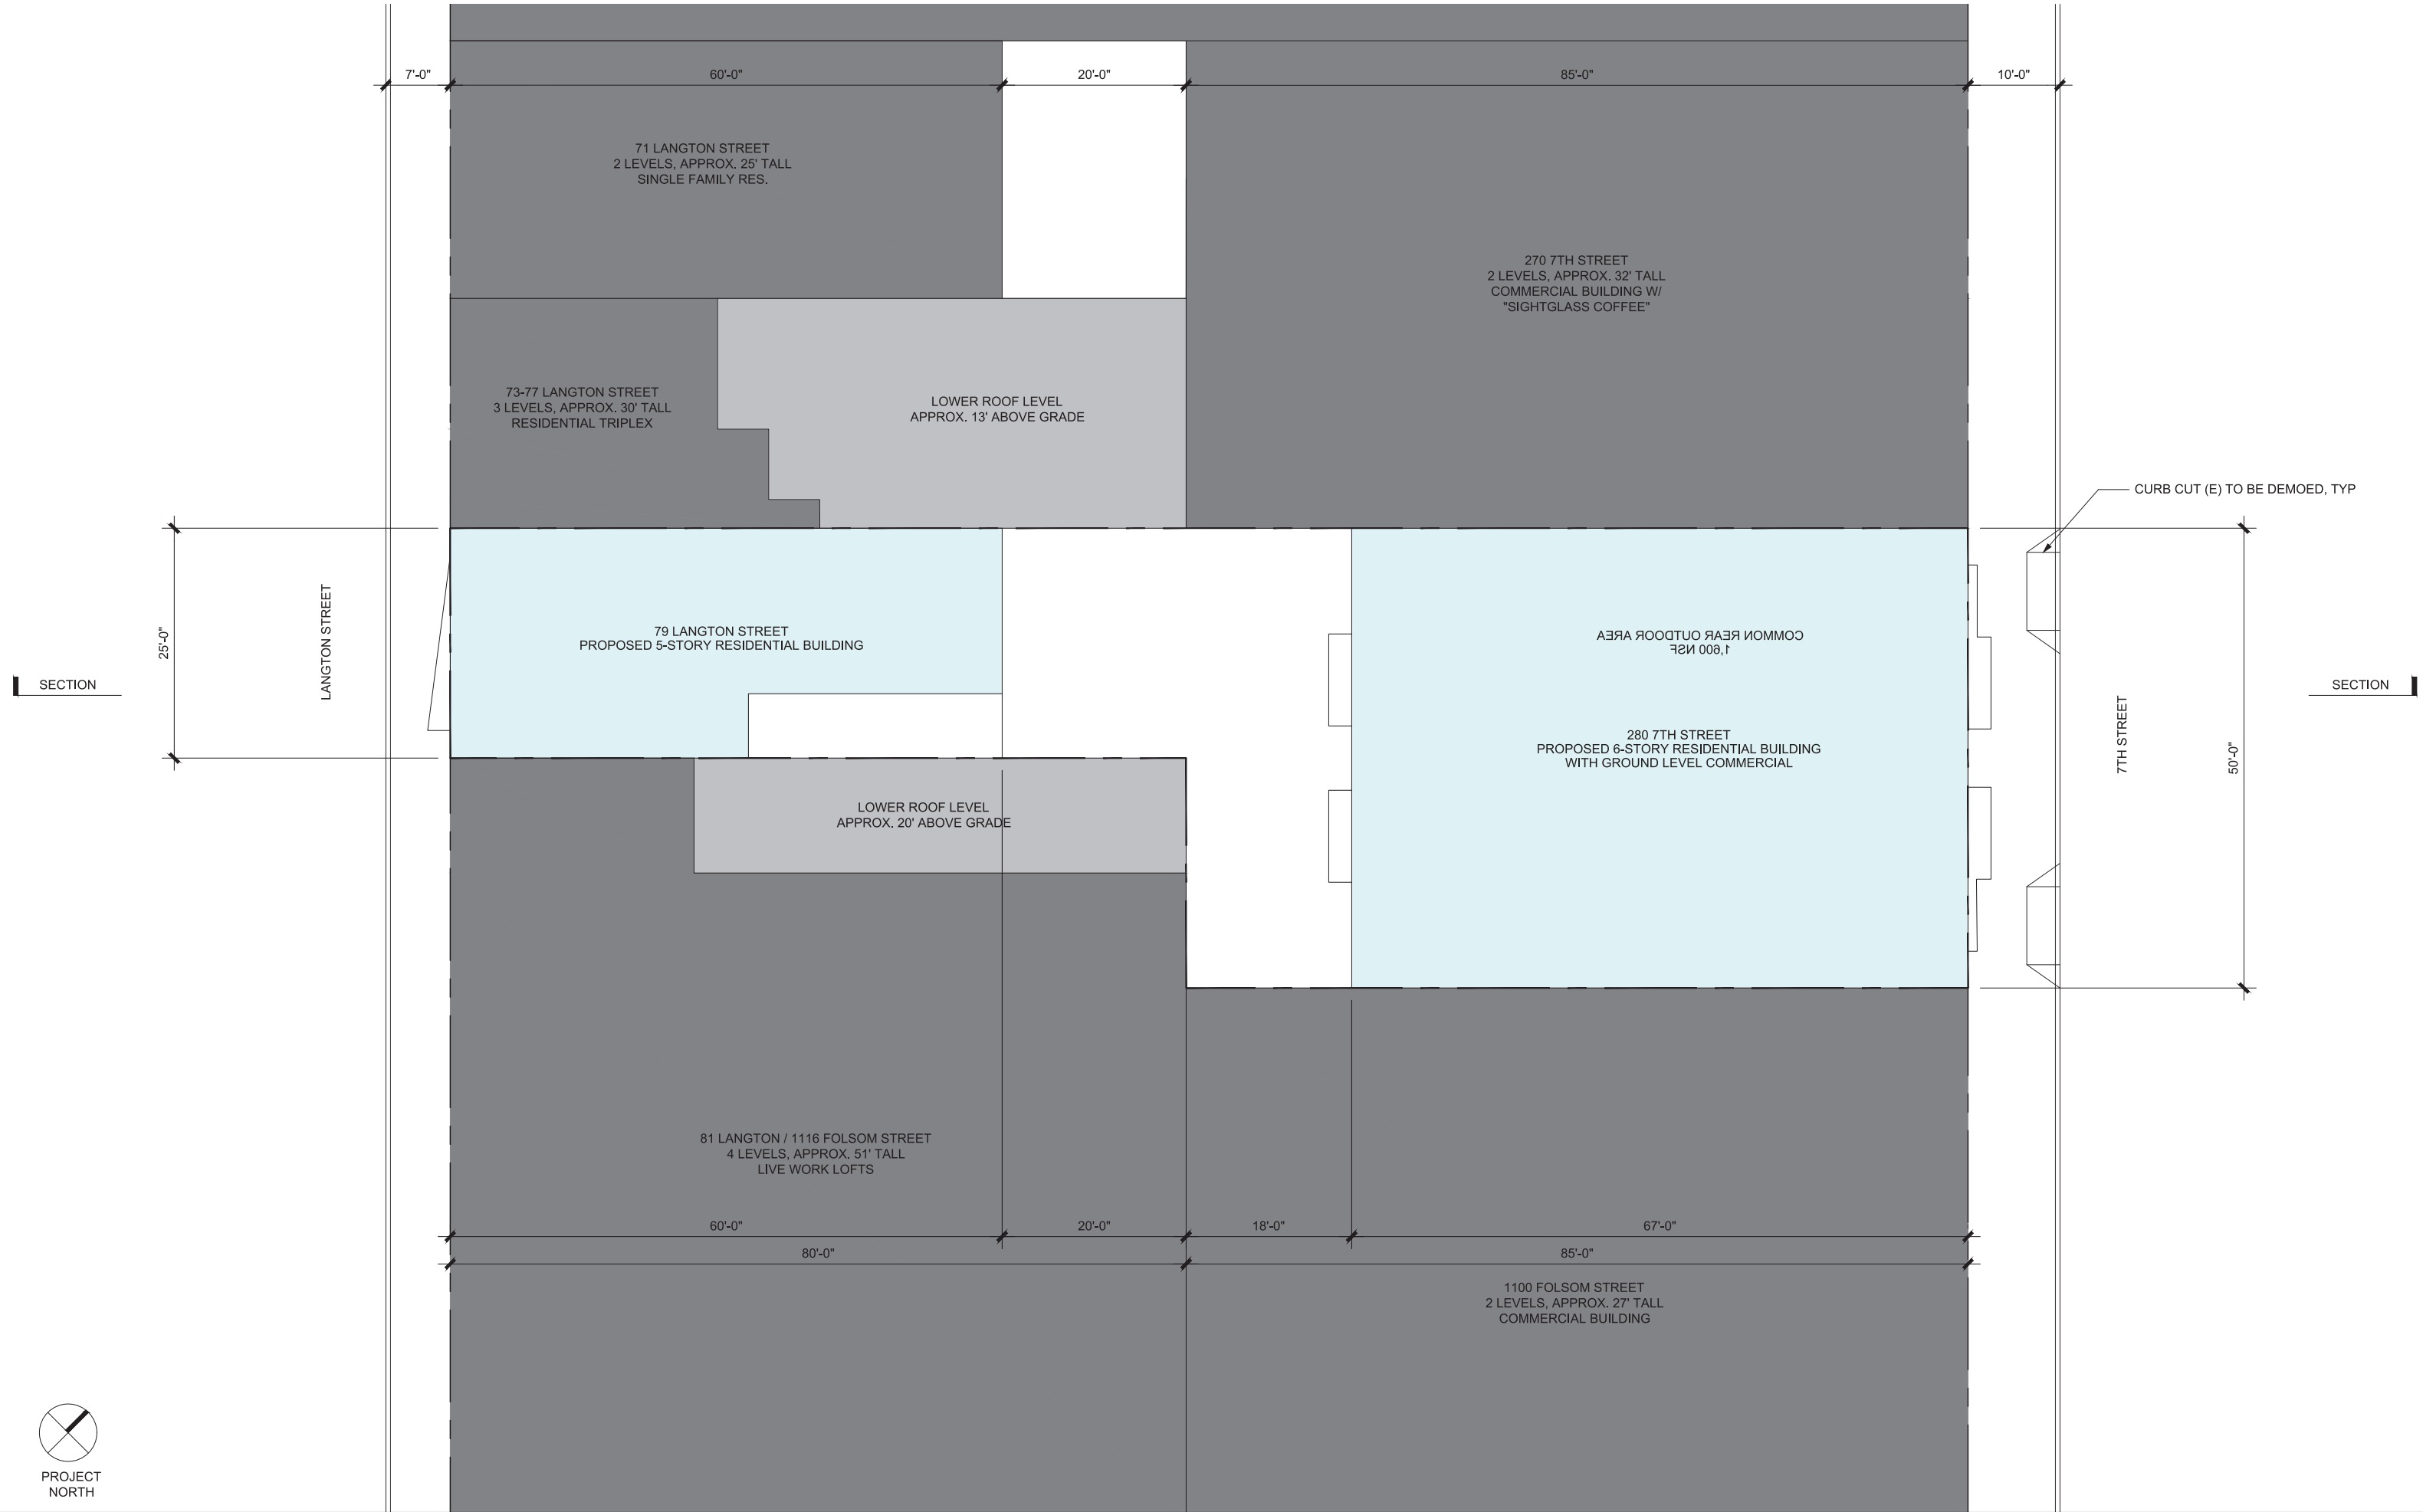 7'-0"
60'-0"
20'-0"
85'-0"
10'-0"
71 LANGTON STREET
2 LEVELS, APPROX. 25' TALL
SINGLE FAMILY RES.
270 7TH STREET
2 LEVELS, APPROX. 32' TALL
COMMERCIAL BUILDING W/
"SIGHTGLASS COFFEE"
73-77 LANGTON STREET
3 LEVELS, APPROX. 30' TALL
RESIDENTIAL TRIPLEX
LOWER ROOF LEVEL
APPROX. 13' ABOVE GRADE
CURB CUT (E) TO BE DEMOED, TYP
25'-0"
LANGTON STREET
79 LANGTON STREET
PROPOSED 5-STORY RESIDENTIAL BUILDING
COMMON REAR OUTDOOR AREA
1,600 NSF
SECTION
SECTION
280 7TH STREET
PROPOSED 6-STORY RESIDENTIAL BUILDING
WITH GROUND LEVEL COMMERCIAL
7TH STREET
50'-0"
LOWER ROOF LEVEL
APPROX. 20' ABOVE GRADE
81 LANGTON / 1116 FOLSOM STREET
4 LEVELS, APPROX. 51' TALL
LIVE WORK LOFTS
60'-0"
20'-0"
18'-0"
67'-0"
80'-0"
85'-0"
1100 FOLSOM STREET
2 LEVELS, APPROX. 27' TALL
COMMERCIAL BUILDING
PROJECT
NORTH